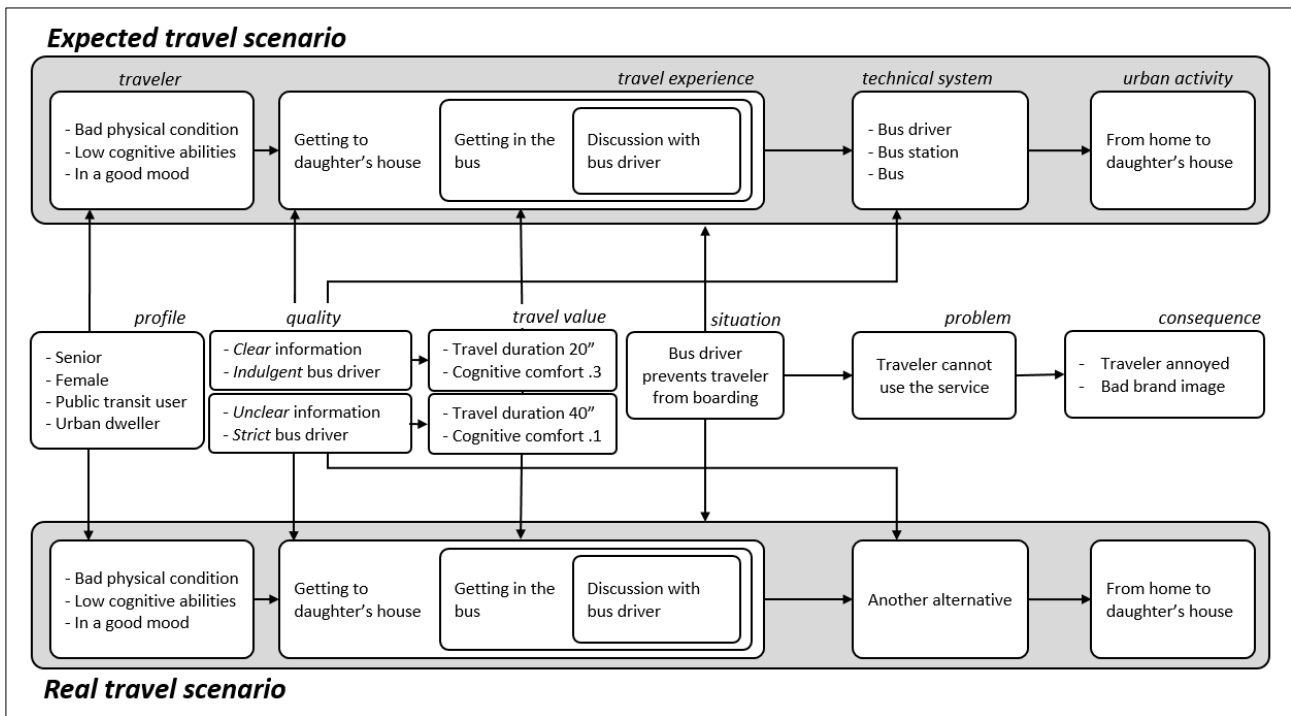 Expected travel scenario
traveler
travel experience
technical system
urban activity
- Bad physical condition
- Low cognitive abilities
- In a good mood
Getting to
daughter's house
Getting in the
bus
Discussion with
bus driver
- Bus driver
- Bus station
- Bus
From home to
daughter's house
profile
quality
travel value
situation
problem
consequence
- Senior
- Female
- Public transit user
- Urban dweller
- Clear information
- Indulgent bus driver
- Travel duration 20"
- Cognitive comfort .3
- Unclear information
- Strict bus driver
- Travel duration 40"
- Cognitive comfort .1
Bus driver
prevents traveler
from boarding
Traveler cannot
use the service
- Traveler annoyed
- Bad brand image
- Bad physical condition
- Low cognitive abilities
- In a good mood
Getting to
daughter's house
Getting in the
bus
Discussion with
bus driver
Another alternative
From home to
daughter's house
Real travel scenario